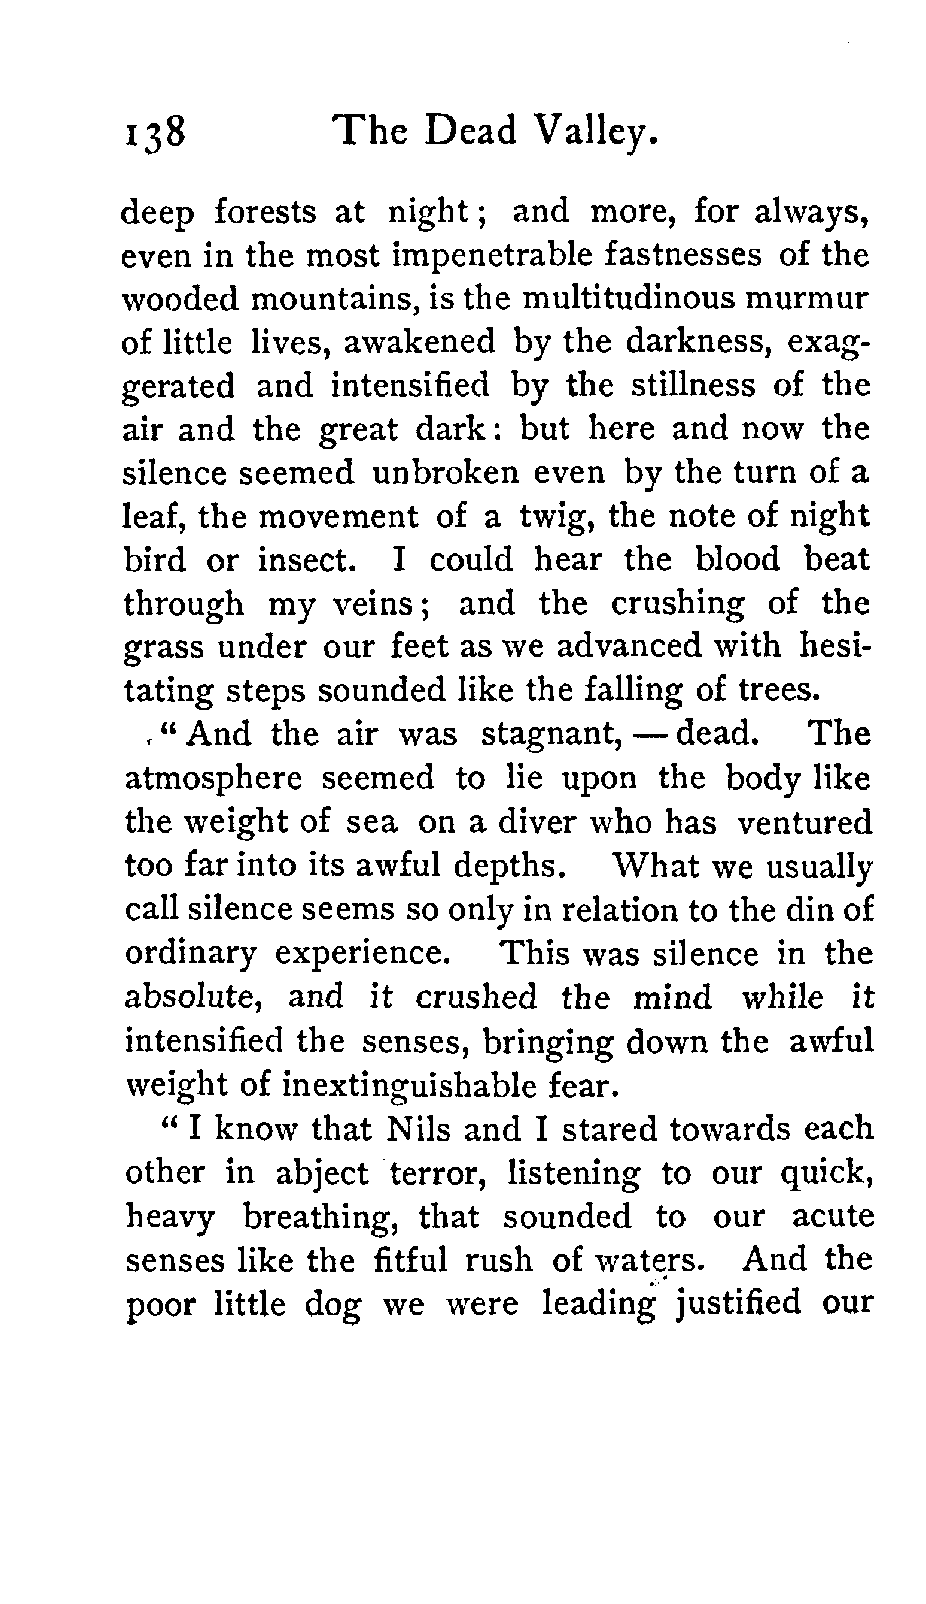 138 The Dead Valley.
deep forests at night; and more, for always,
even in the most impenetrable fastnesses of the
wooded mountains, is the multitudinous murmur
of little lives, awakened by the darkness, exag-
gerated and intensified by the stillness of the
air and the great dark: but here and now the
silence seemed unbroken even by the turn of a
leaf, the movement of a twig, the note of night
bird or insect. I could hear the blood beat
through my veins; and the crushing of the
grass under our feet as we advanced with hesi-
tating steps sounded like the falling of trees.
“And the air was stagnant, — dead. The
atmosphere seemed to lie upon the body like
the weight of sea on a diver who has ventured
too far into its awful depths. What we usually
call silence seems so only in relation to the din of
ordinary experience. This was silence in the
absolute, and it crushed the mind while it
intensified the senses, bringing down the awful
weight of inextinguishable fear.
“I know that Nils and I stared towards each
other in abject terror, listening to our quick,
heavy breathing, that sounded to our acute
senses like the fitful rush of waters. And the
poor little dog we were leading justified our